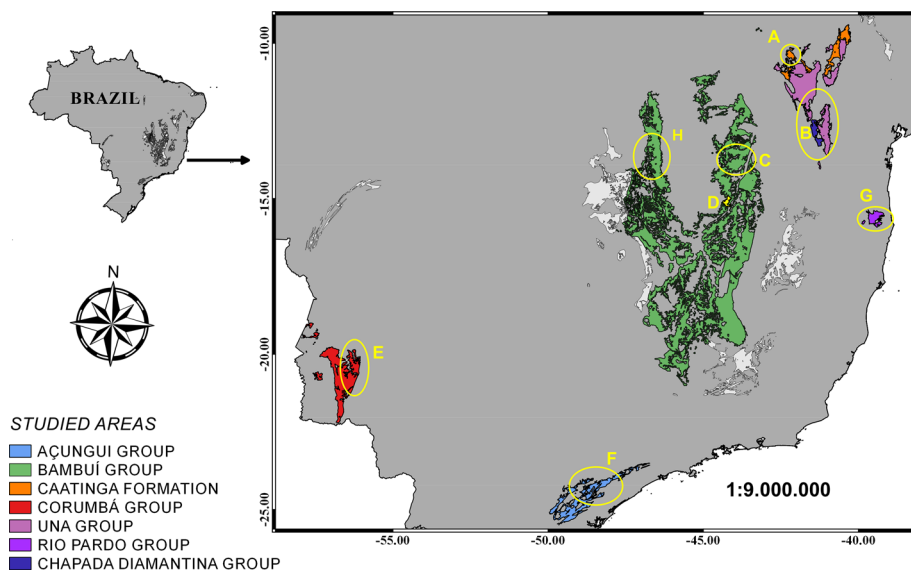 BRAZIL
N
STUDIED AREAS
AÇUNGUI GROUP
BAMBUÍ GROUP
CAATINGA FORMATION
CORUMBÁ GROUP
UNA GROUP
RIO PARDO GROUP
CHAPADA DIAMANTINA GROUP
-10.00
-15.00
-20.00
-25.00
A
B
H
C
D
G
E
F
1:9.000.000
-55.00
-50.00
-45.00
-40.00